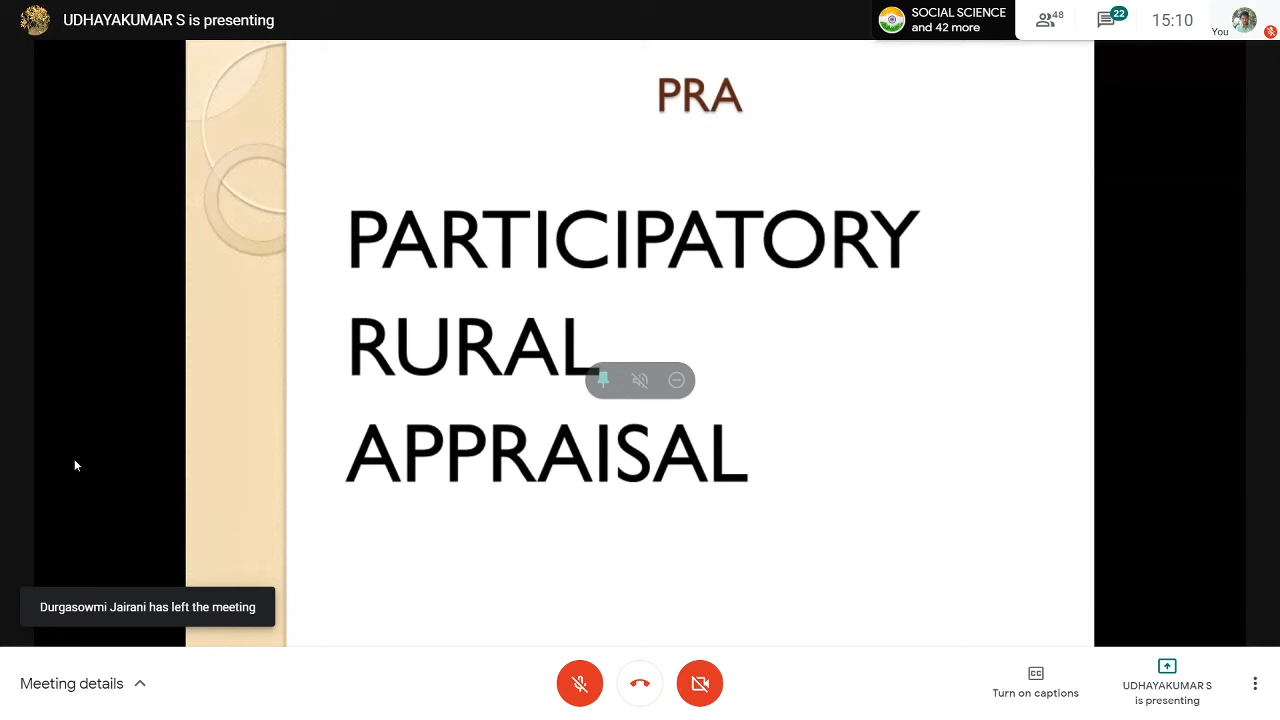 UDHAYAKUMAR S is presenting
SOCIAL SCIENCE
and 42 more
48
22
15:10
You
PRA
PARTICIPATORY
RURAL
APPRAISAL
Durgasowmi Jairani has left the meeting
Meeting details
CC
Turn on captions
UDHAYAKUMAR S
is presenting